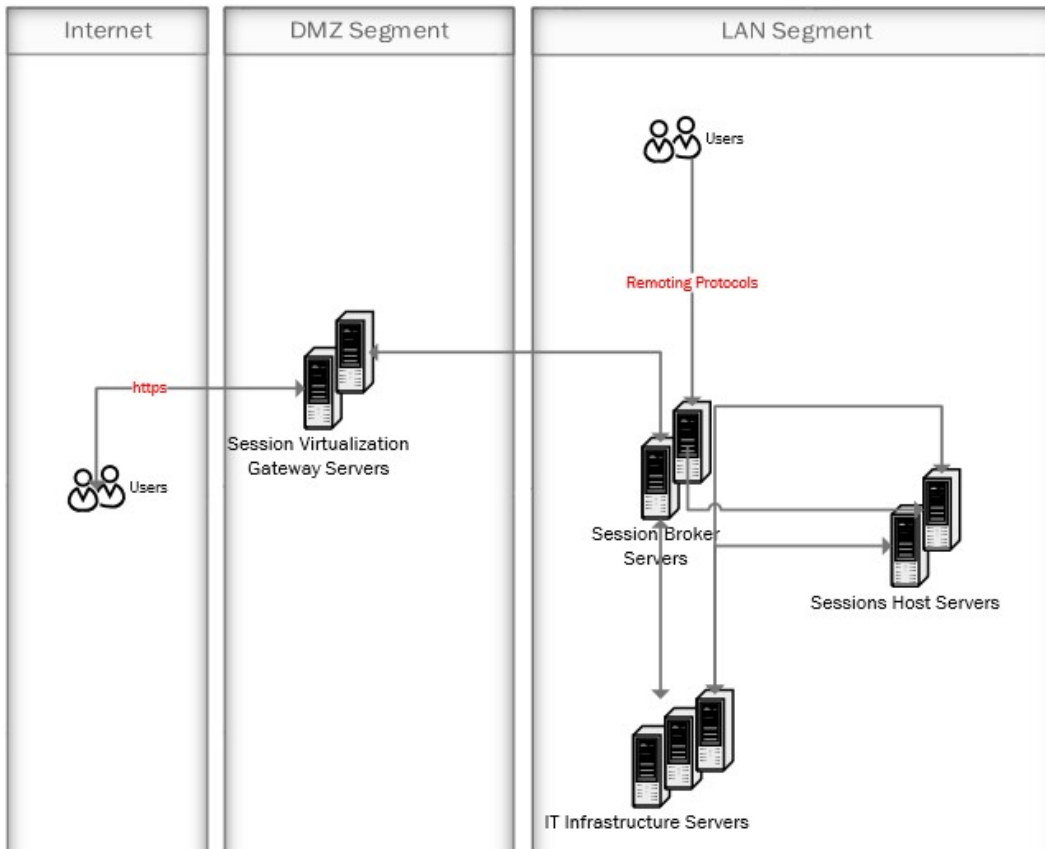 Internet
DMZ Segment
LAN Segment
Users
Remoting Protocols
https
Session Virtualization
Gateway Servers
Users
Session Broker
Servers
Sessions Host Servers
IT Infrastructure Servers